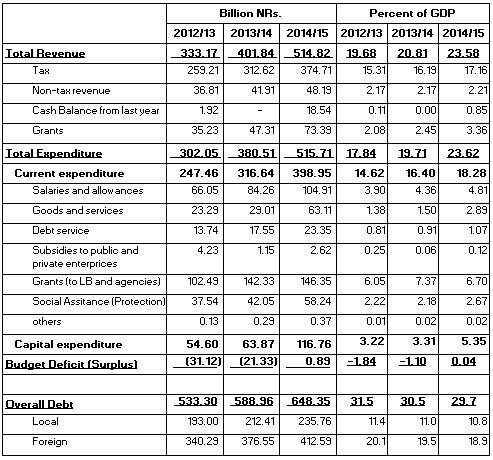 Billion NRs. Percent of GDP
2012/13 2013/14 2014/15 2012/13 2013/14 2014/15
Total Revenue 333.17 401.84 514.82 19.68 20.81 23.58
Tax 259.21 312.62 374.71 15.31 16.19 17.16
Non-tax revenue 36.81 41.91 48.19 2.17 2.17 2.21
Cash Balance from last year 1.92 - 18.54 0.11 0.00 0.85
Grants 35.23 47.31 73.39 2.08 2.45 3.36
Total Expenditure 302.05 380.51 515.71 17.84 19.71 23.62
Current expenditure 247.46 316.64 398.95 14.62 16.40 18.28
Salaries and allowances 66.05 84.26 104.91 3.90 4.36 4.81
Goods and services 23.29 29.01 63.11 1.38 1.50 2.89
Debt service 13.74 17.55 23.35 0.81 0.91 1.07
Subsidies to public and
private enterprices 4.23 1.15 2.62 0.25 0.06 0.12
Grants (to LB and agencies) 102.49 142.33 146.35 6.05 7.37 6.70
Social Assitance (Protection) 37.54 42.05 58.24 2.22 2.18 2.67
others 0.13 0.29 0.37 0.01 0.02 0.02
Capital expenditure 54.60 63.87 116.76 3.22 3.31 5.35
Budget Deficit (Surplus) (31.12) (21.33) 0.89 -1.84 -1.10 0.04
Overall Debt 533.30 588.96 648.35 31.5 30.5 29.7
Local 193.00 212.41 235.76 11.4 11.0 10.8
Foreign 340.29 376.55 412.59 20.1 19.5 18.9